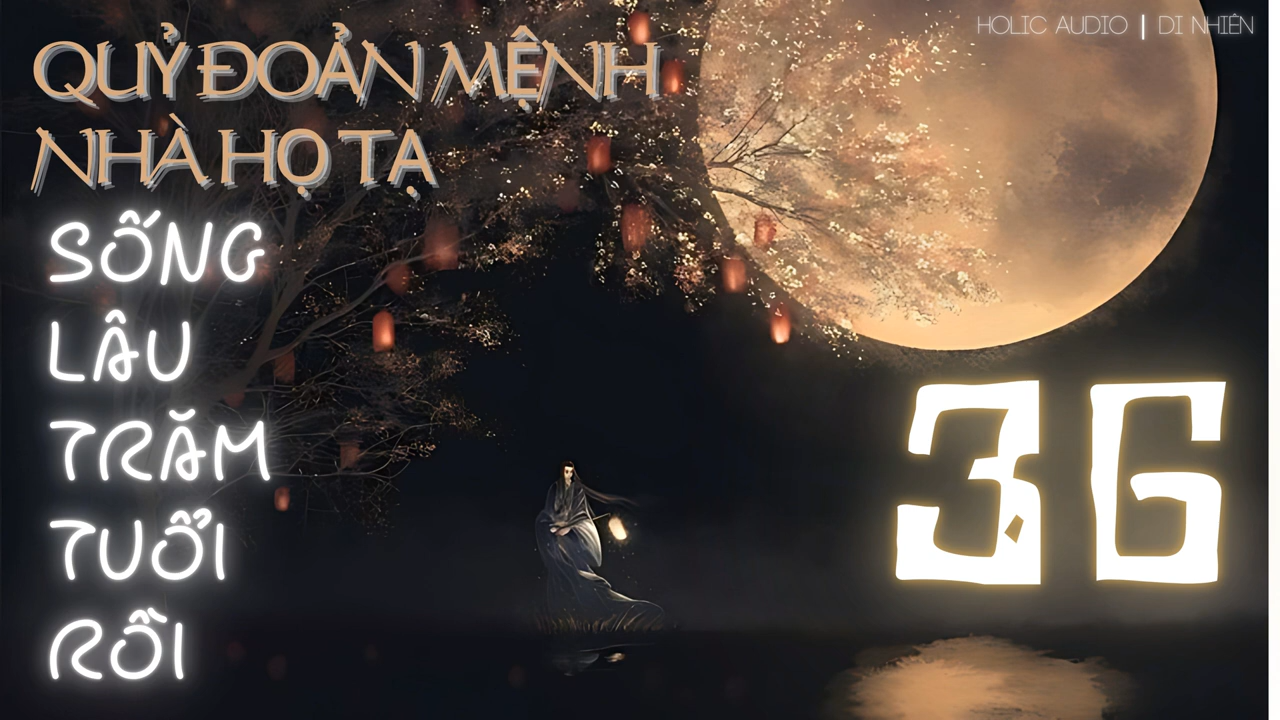 HOLIC AUDIO | DI NHIÊN
QUỶ ĐOẢN MỆNH
NHÀ HỌ TẠ
SỐNG
LÂU
TRĂM
TUỔI
RỒI
36